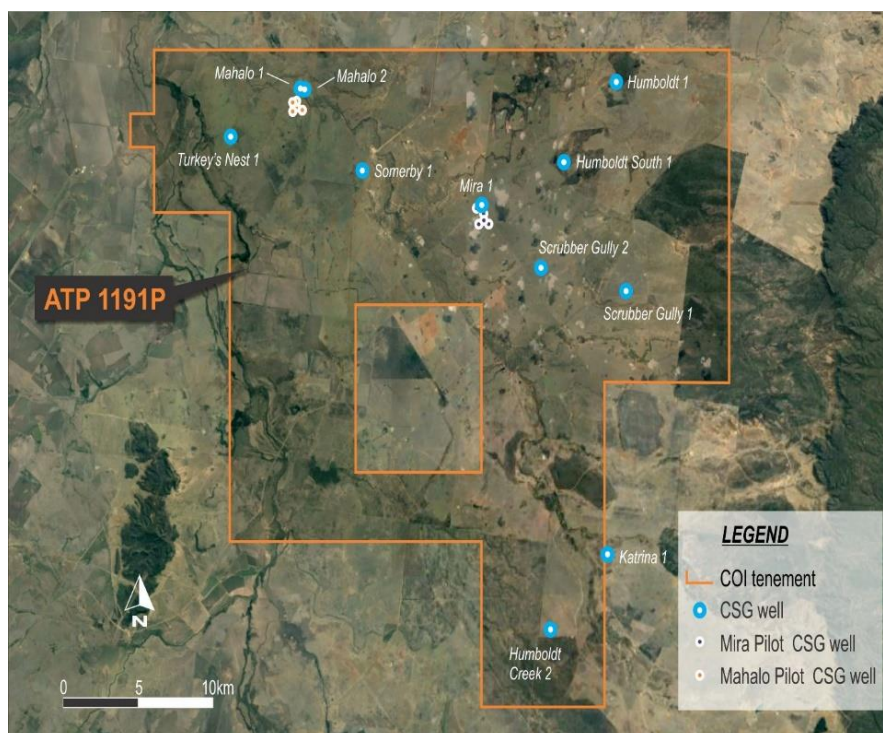 Mahalo 1
Mahalo 2
Humboldt 1
Turkey's Nest 1
Somerby 1
Humboldt South 1
Mira 1
Scrubber Gully 2
ATP 1191P
Scrubber Gully 1
LEGEND
COI tenement
Katrina 1
CSG well
Mira Pilot CSG well
Mahalo Pilot CSG well
Humboldt
Creek 2
N
0 5 10km